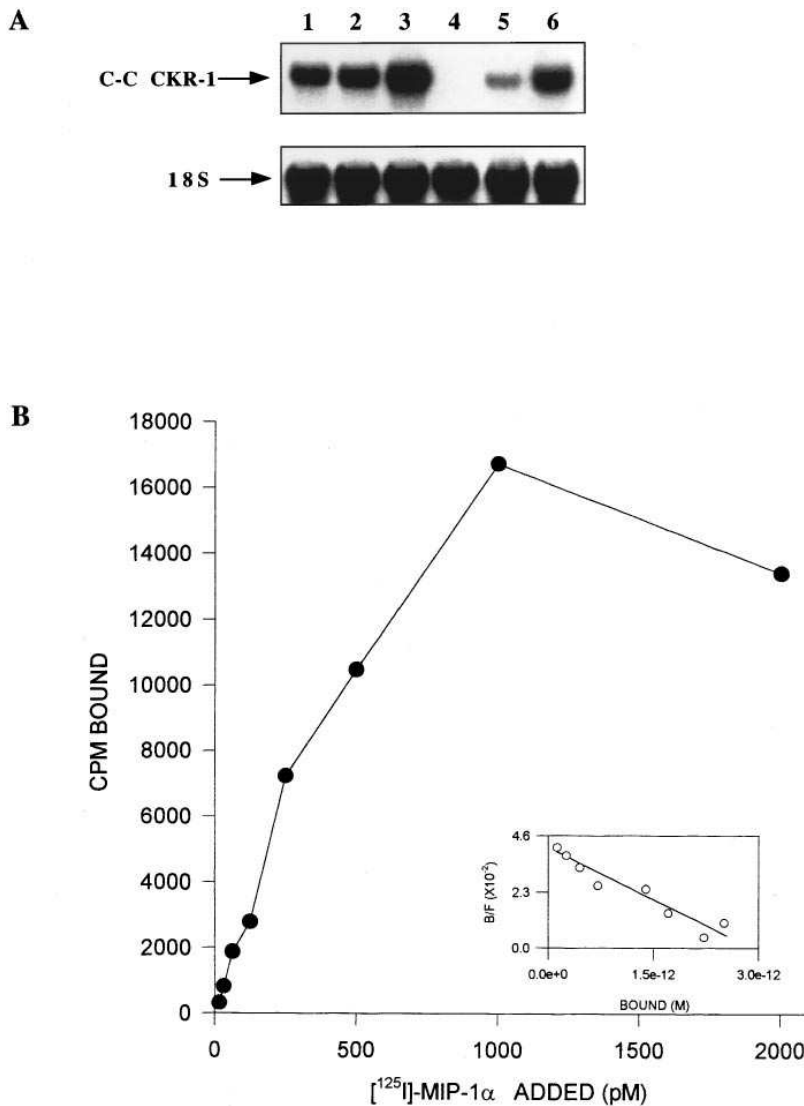 A
1 2 3 4 5 6
C-C CKR-1
18S
B
18000
16000
14000
12000
10000
8000
6000
4000
2000
0
CPM BOUND
0 500 1000 1500 2000
[¹²⁵I]-MIP-1α ADDED (pM)
4.6
2.3
0.0
B/F (X10⁻²)
0.0e+0 1.5e-12 3.0e-12
BOUND (M)